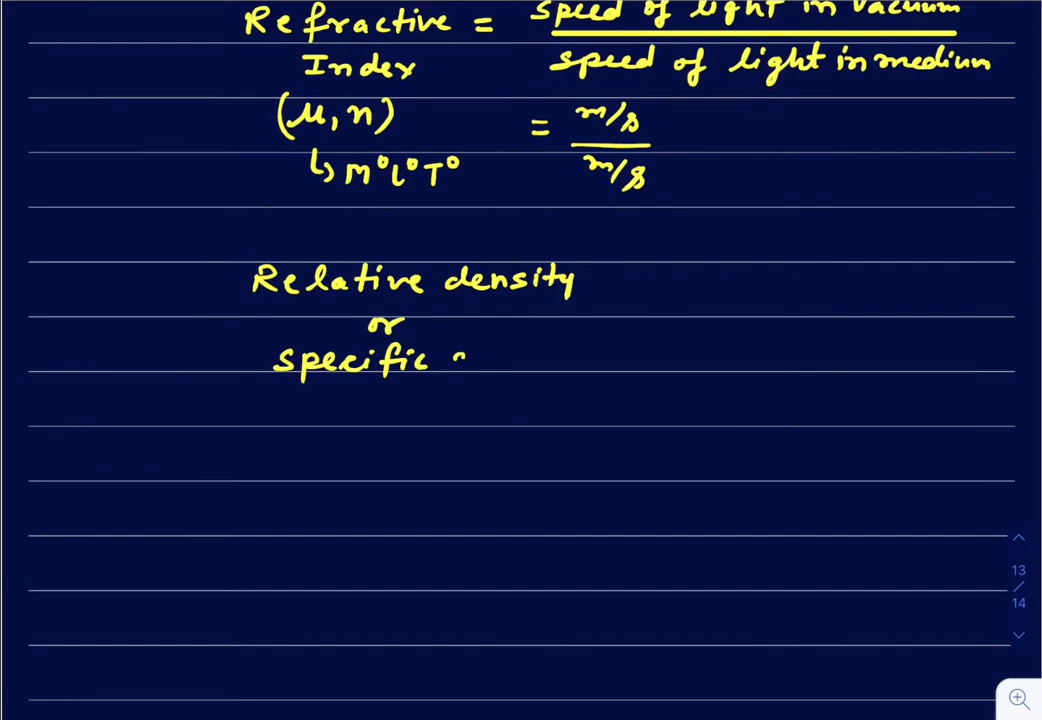 Refractive = speed of light in vacuum
Index speed of light in medium
(μ, n) = m/s
↳ M⁰L⁰T⁰ m/s
Relative density
or
Specific
13
/
14